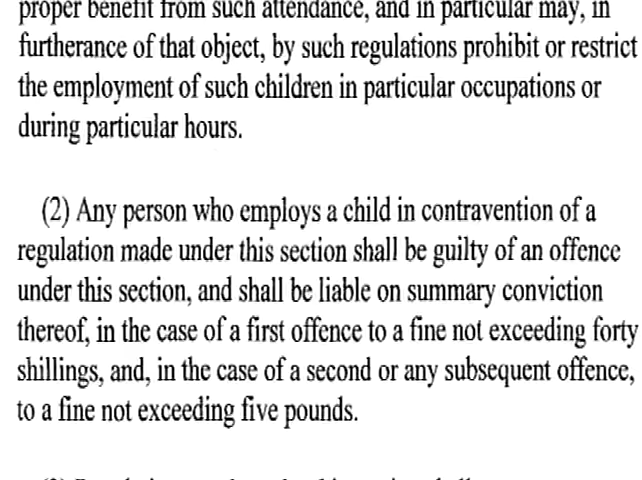 proper benefit from such attendance, and in particular may, in
furtherance of that object, by such regulations prohibit or restrict
the employment of such children in particular occupations or
during particular hours.
(2) Any person who employs a child in contravention of a
regulation made under this section shall be guilty of an offence
under this section, and shall be liable on summary conviction
thereof, in the case of a first offence to a fine not exceeding forty
shillings, and, in the case of a second or any subsequent offence,
to a fine not exceeding five pounds.